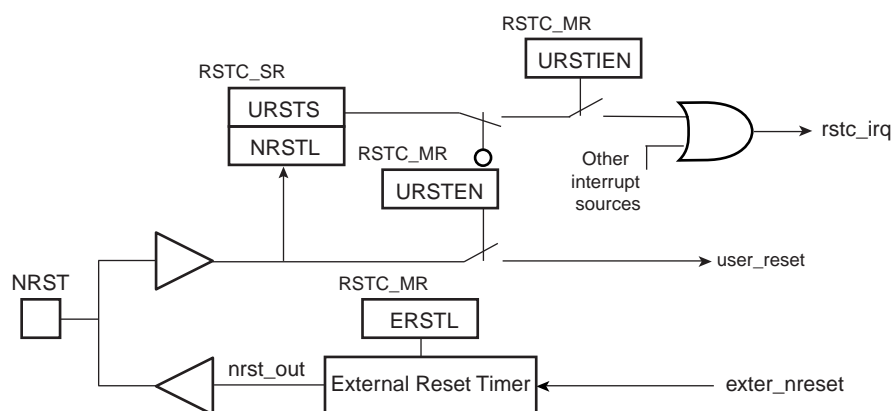 RSTC_MR
URSTIEN
RSTC_SR
URSTS
NRSTL
RSTC_MR
URSTEN
rstc_irq
Other
interrupt
sources
user_reset
NRST
RSTC_MR
ERSTL
nrst_out
External Reset Timer
exter_nreset